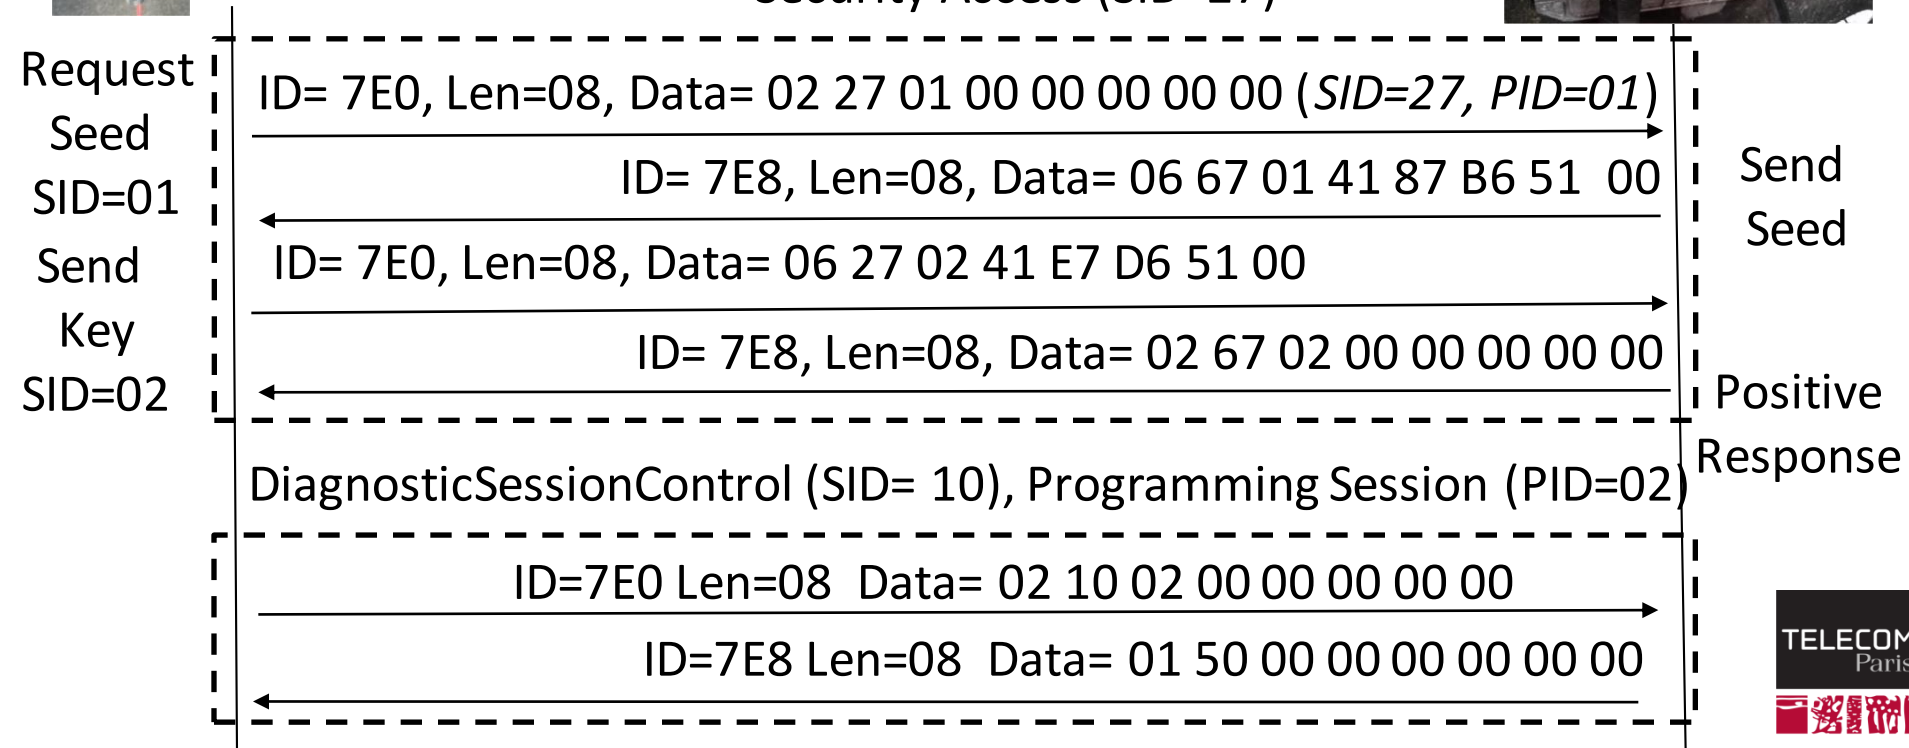 Security Access (SID=27)
Request
Seed
SID=01
ID= 7E0, Len=08, Data= 02 27 01 00 00 00 00 00 (SID=27, PID=01)
ID= 7E8, Len=08, Data= 06 67 01 41 87 B6 51 00
Send
Seed
Send
Key
SID=02
ID= 7E0, Len=08, Data= 06 27 02 41 E7 D6 51 00
ID= 7E8, Len=08, Data= 02 67 02 00 00 00 00 00
Positive
Response
DiagnosticSessionControl (SID= 10), Programming Session (PID=02)
ID=7E0 Len=08 Data= 02 10 02 00 00 00 00 00
ID=7E8 Len=08 Data= 01 50 00 00 00 00 00 00
TELECOM
Paris